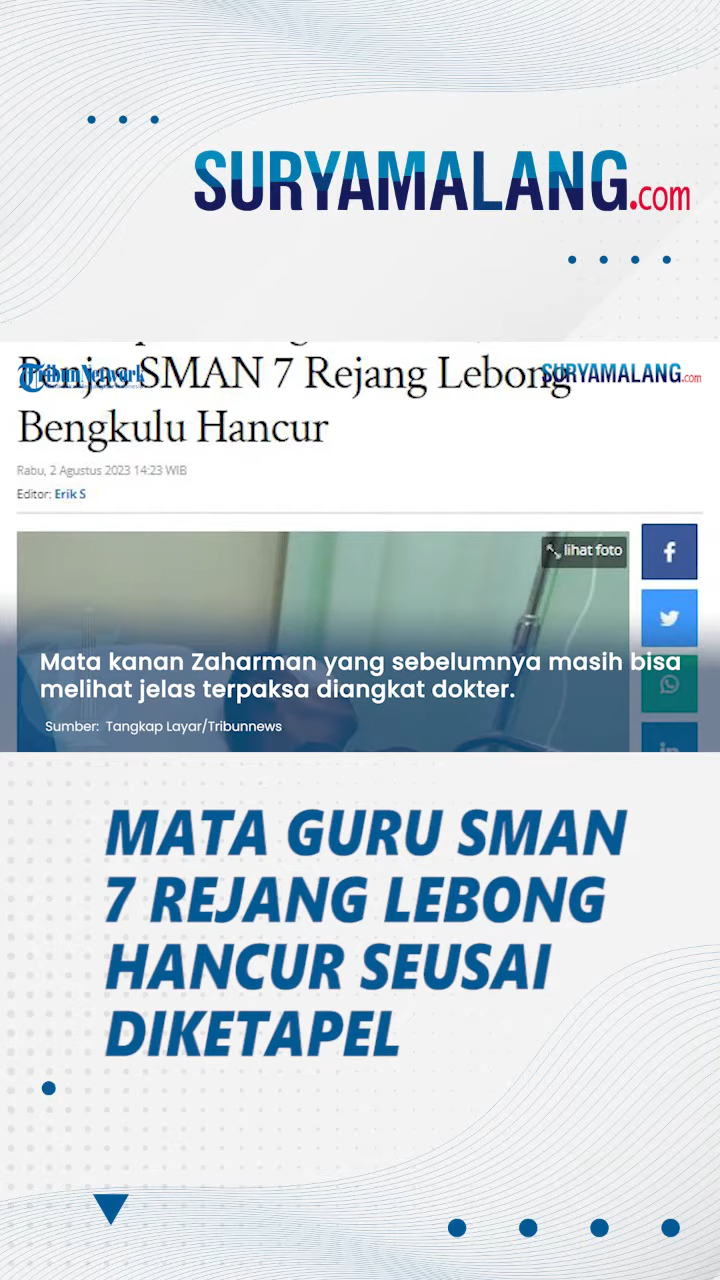 SURYAMALANG.com
Penjas SMAN 7 Rejang Lebong
TribunNetwork
SURYAMALANG.com
Bengkulu Hancur
Rabu, 2 Agustus 2023 14:23 WIB
Editor: Erik S
lihat foto
Mata kanan Zaharman yang sebelumnya masih bisa
melihat jelas terpaksa diangkat dokter.
Sumber: Tangkap Layar/Tribunnews
MATA GURU SMAN
7 REJANG LEBONG
HANCUR SEUSAI
DIKETAPEL